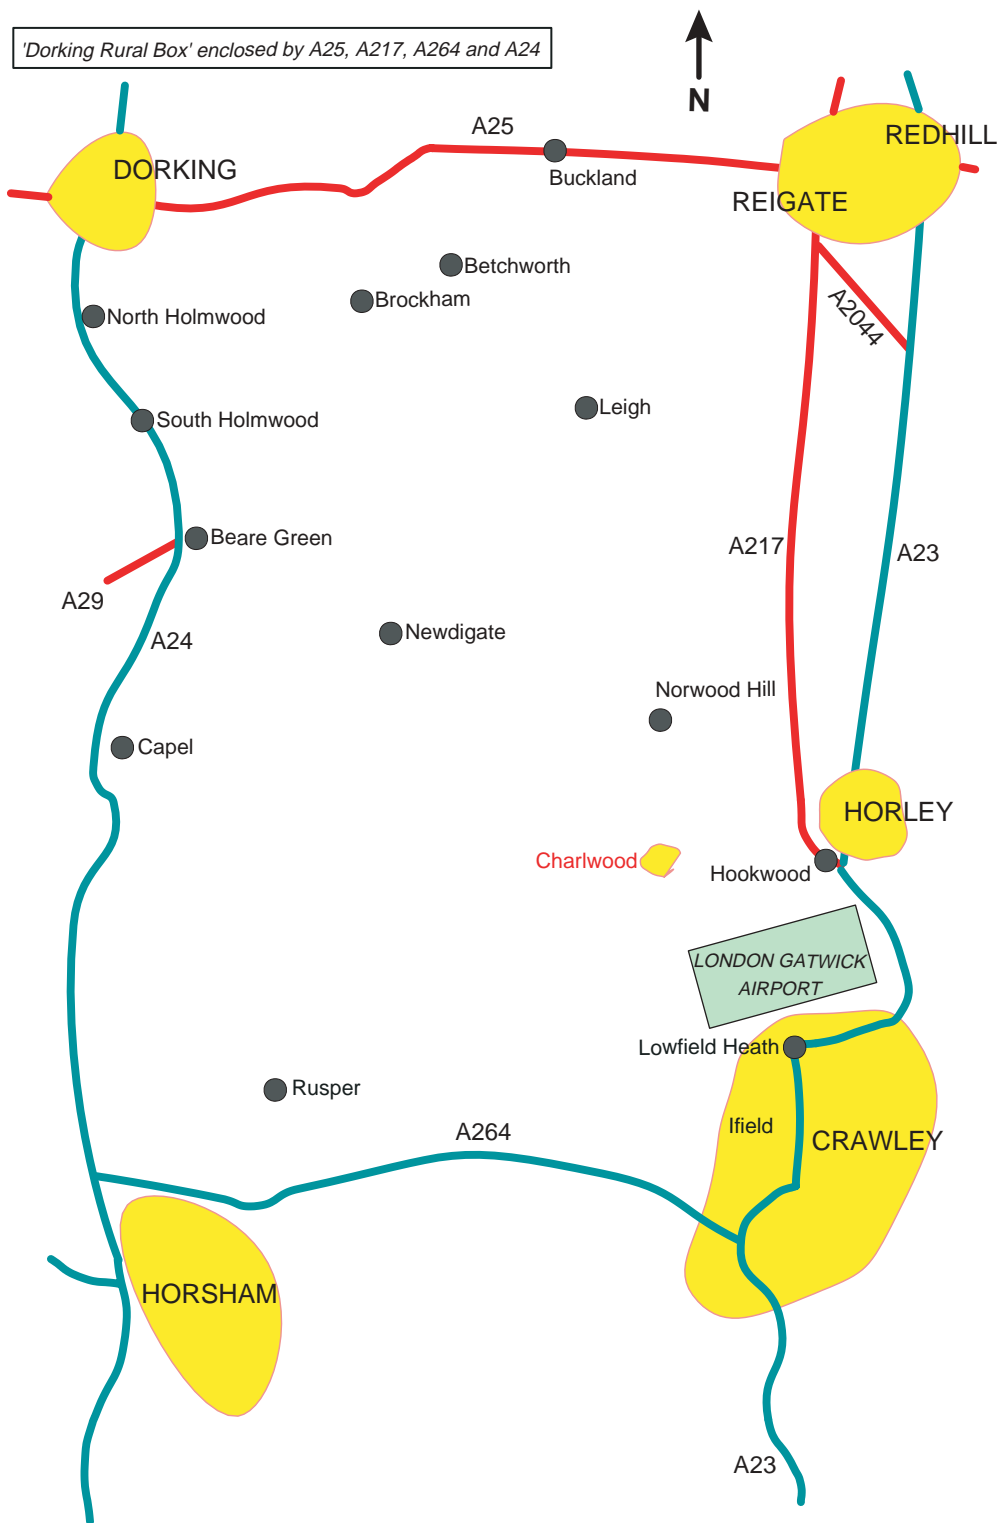 'Dorking Rural Box' enclosed by A25, A217, A264 and A24
N
A25
REDHILL
DORKING
Buckland
REIGATE
Betchworth
Brockham
A2044
North Holmwood
Leigh
South Holmwood
Beare Green
A217
A23
A29
A24
Newdigate
Norwood Hill
Capel
HORLEY
Charlwood
Hookwood
LONDON GATWICK
AIRPORT
Lowfield Heath
Rusper
Ifield
A264
CRAWLEY
HORSHAM
A23